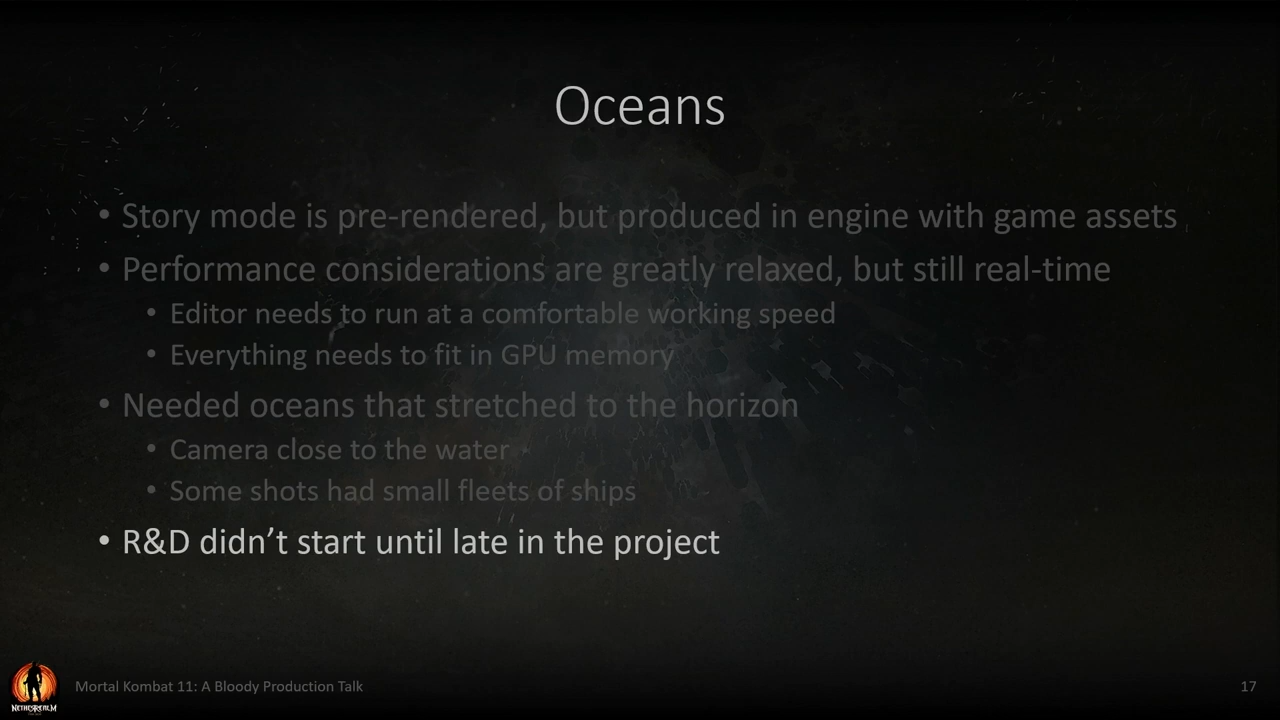 Oceans
• Story mode is pre-rendered, but produced in engine with game assets
• Performance considerations are greatly relaxed, but still real-time
• Editor needs to run at a comfortable working speed
• Everything needs to fit in GPU memory
• Needed oceans that stretched to the horizon
• Camera close to the water
• Some shots had small fleets of ships
• R&D didn’t start until late in the project
NETHERREALM
Mortal Kombat 11: A Bloody Production Talk
17